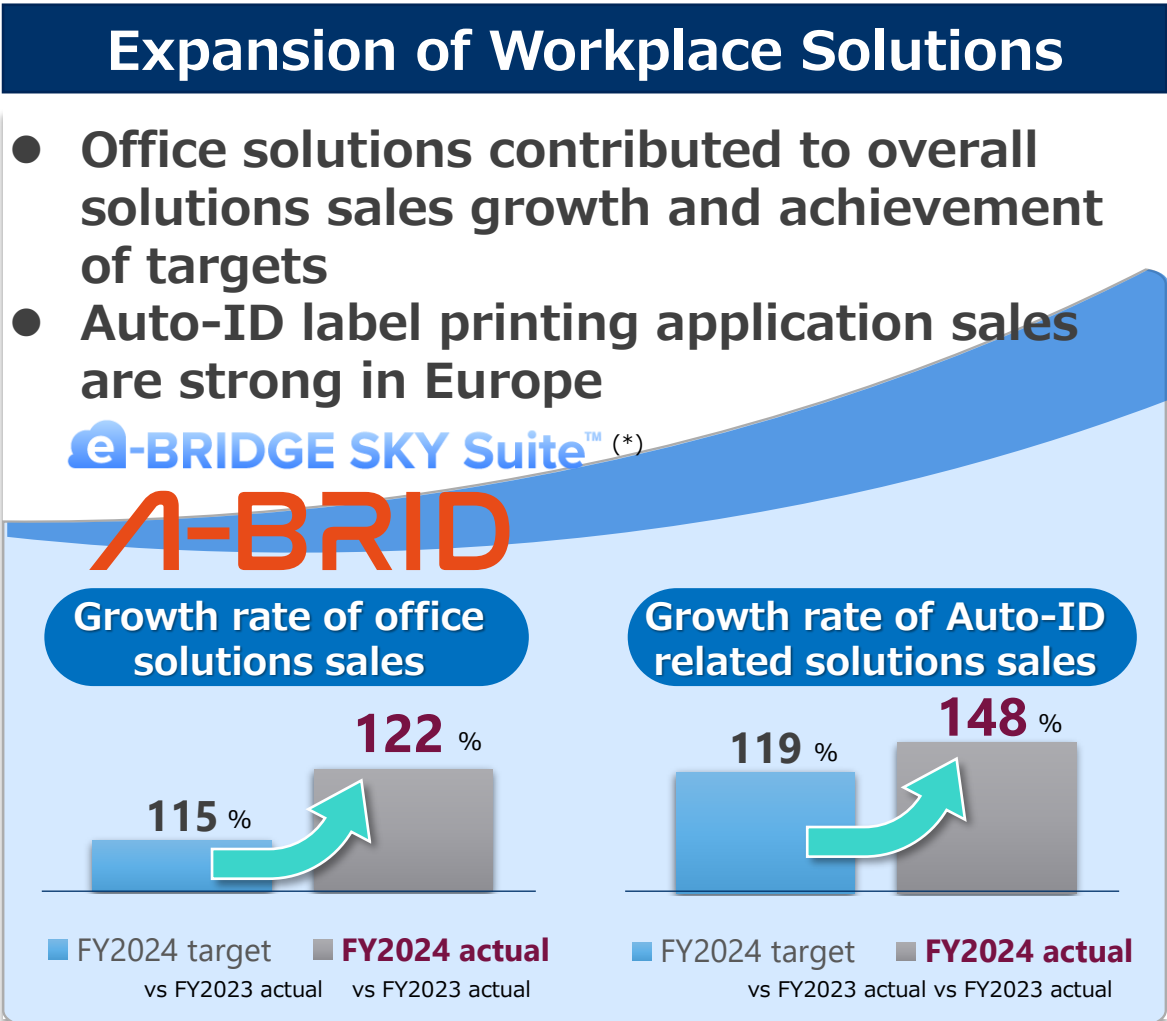 Expansion of Workplace Solutions
● Office solutions contributed to overall
solutions sales growth and achievement
of targets
● Auto-ID label printing application sales
are strong in Europe
e-BRIDGE SKY Suite™ (*)
A-BRID
Growth rate of office
solutions sales
115 %
122 %
FY2024 target
FY2024 actual
vs FY2023 actual vs FY2023 actual
Growth rate of Auto-ID
related solutions sales
119 %
148 %
FY2024 target
FY2024 actual
vs FY2023 actual vs FY2023 actual